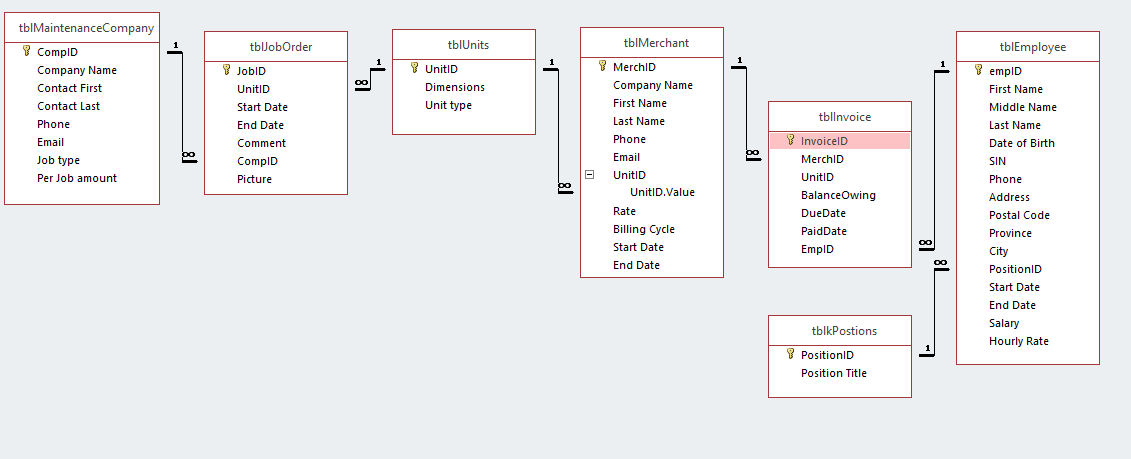 tblMaintenanceCompany
CompID
Company Name
Contact First
Contact Last
Phone
Email
Job type
Per Job amount
1
∞
tblJobOrder
JobID
UnitID
Start Date
End Date
Comment
CompID
Picture
∞
1
tblUnits
UnitID
Dimensions
Unit type
1
∞
tblMerchant
MerchID
Company Name
First Name
Last Name
Phone
Email
UnitID
UnitID.Value
Rate
Billing Cycle
Start Date
End Date
1
∞
tblInvoice
InvoiceID
MerchID
UnitID
BalanceOwing
DueDate
PaidDate
EmpID
1
∞
tblkPostions
PositionID
Position Title
∞
1
tblEmployee
empID
First Name
Middle Name
Last Name
Date of Birth
SIN
Phone
Address
Postal Code
Province
City
PositionID
Start Date
End Date
Salary
Hourly Rate